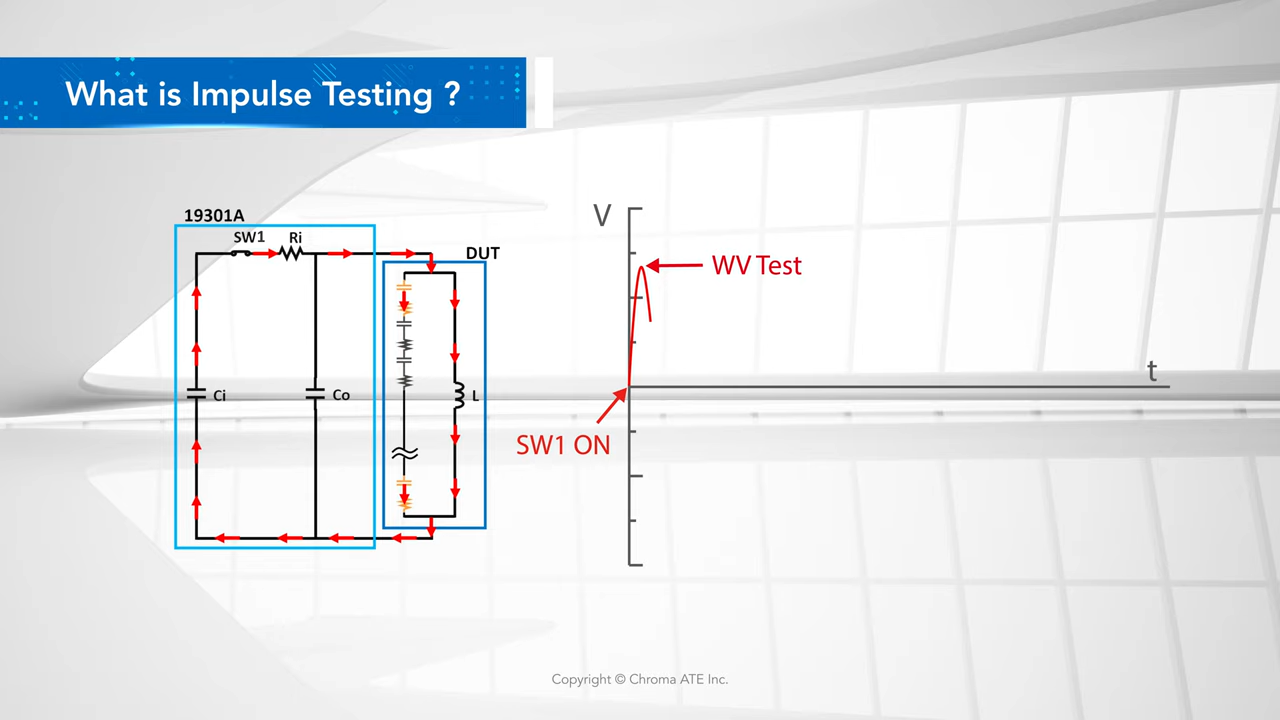 What is Impulse Testing ?
19301A
SW1
Ri
DUT
Ci
Co
L
V
WV Test
t
SW1 ON
Copyright © Chroma ATE Inc.